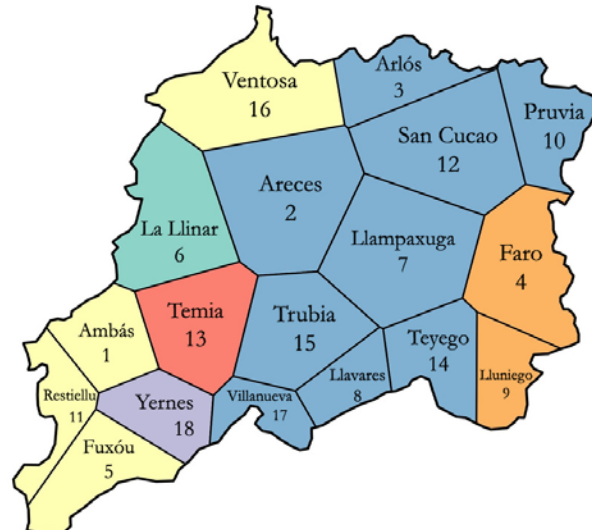 Ventosa
16
Arlós
3
Pruvia
10
San Cucao
12
Areces
2
La Llinar
6
Llampaxuga
7
Faro
4
Temia
13
Trubia
15
Ambás
1
Teyego
14
Lluniego
9
Llavares
8
Restiellu
11
Yernes
18
Villanueva
17
Fuxóu
5